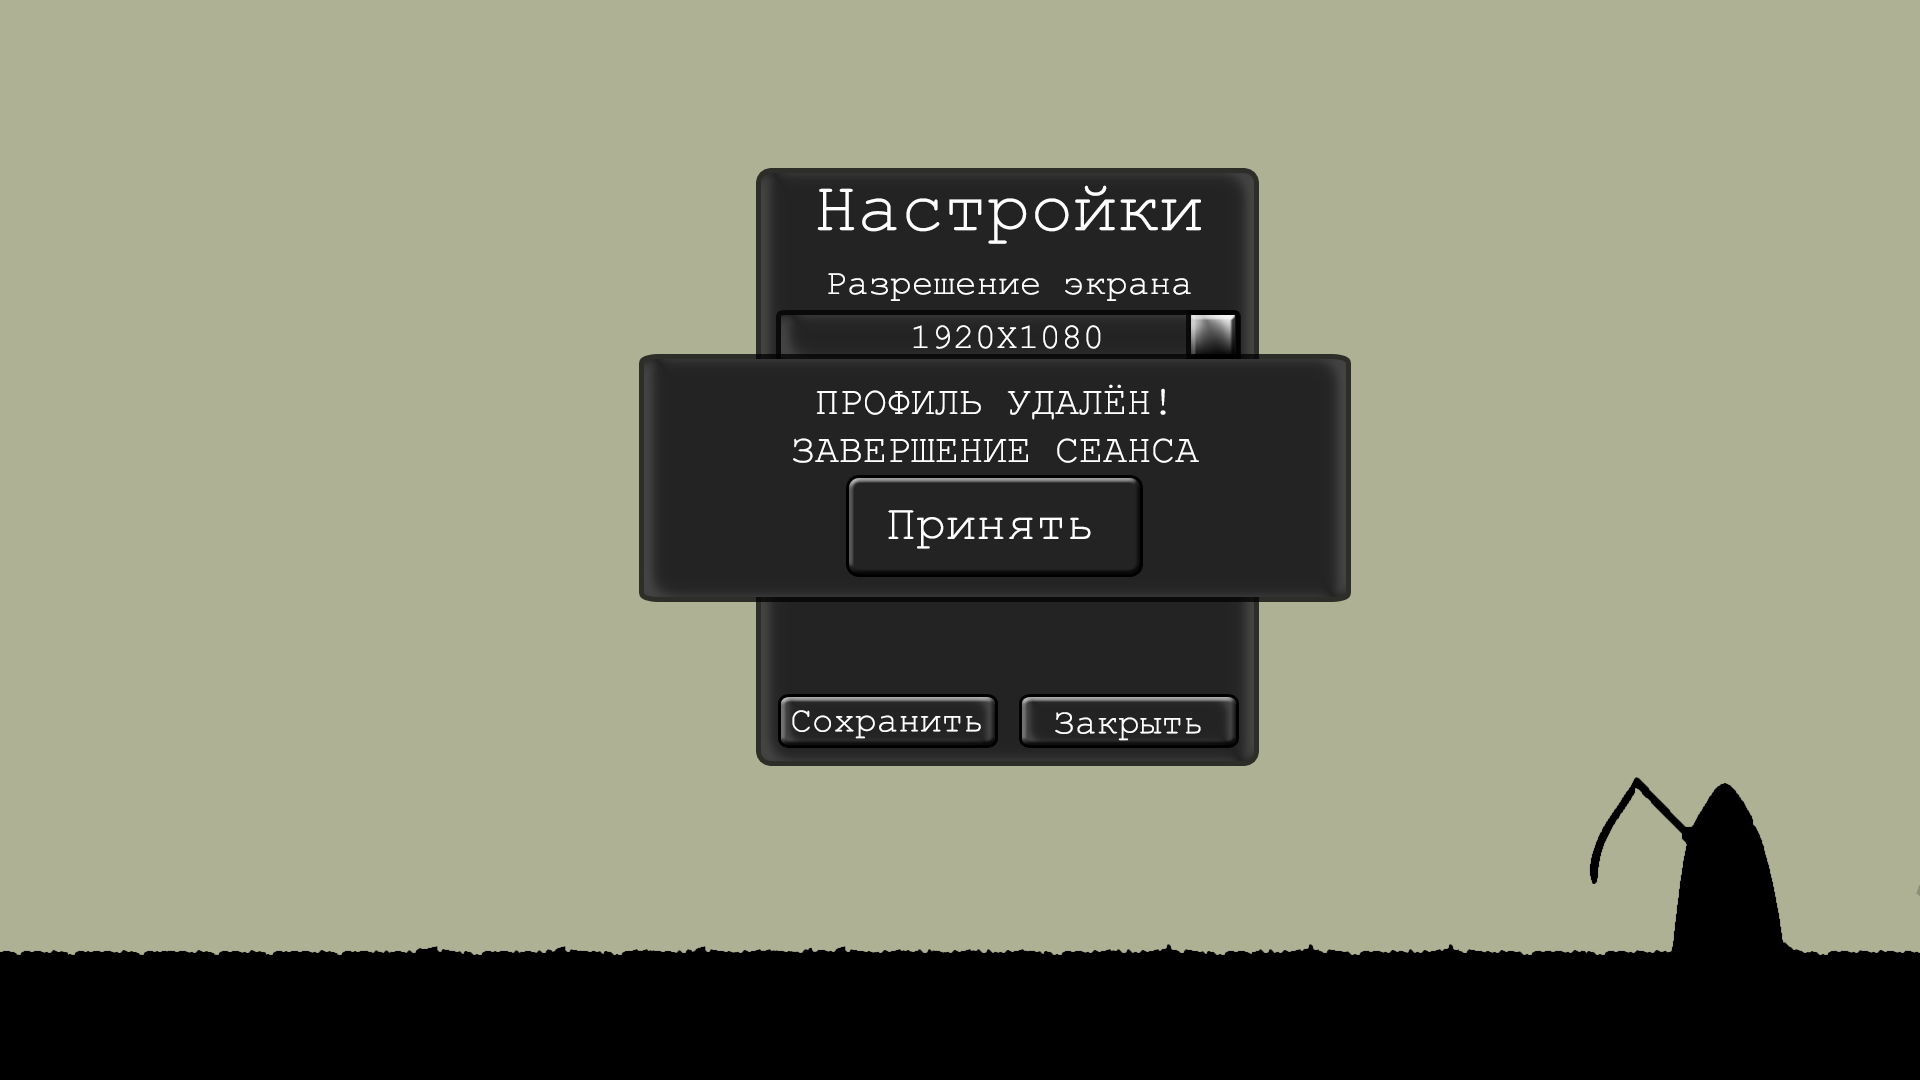 Настройки
Разрешение экрана
1920X1080
ПРОФИЛЬ УДАЛЁН!
ЗАВЕРШЕНИЕ СЕАНСА
Принять
Сохранить
Закрыть